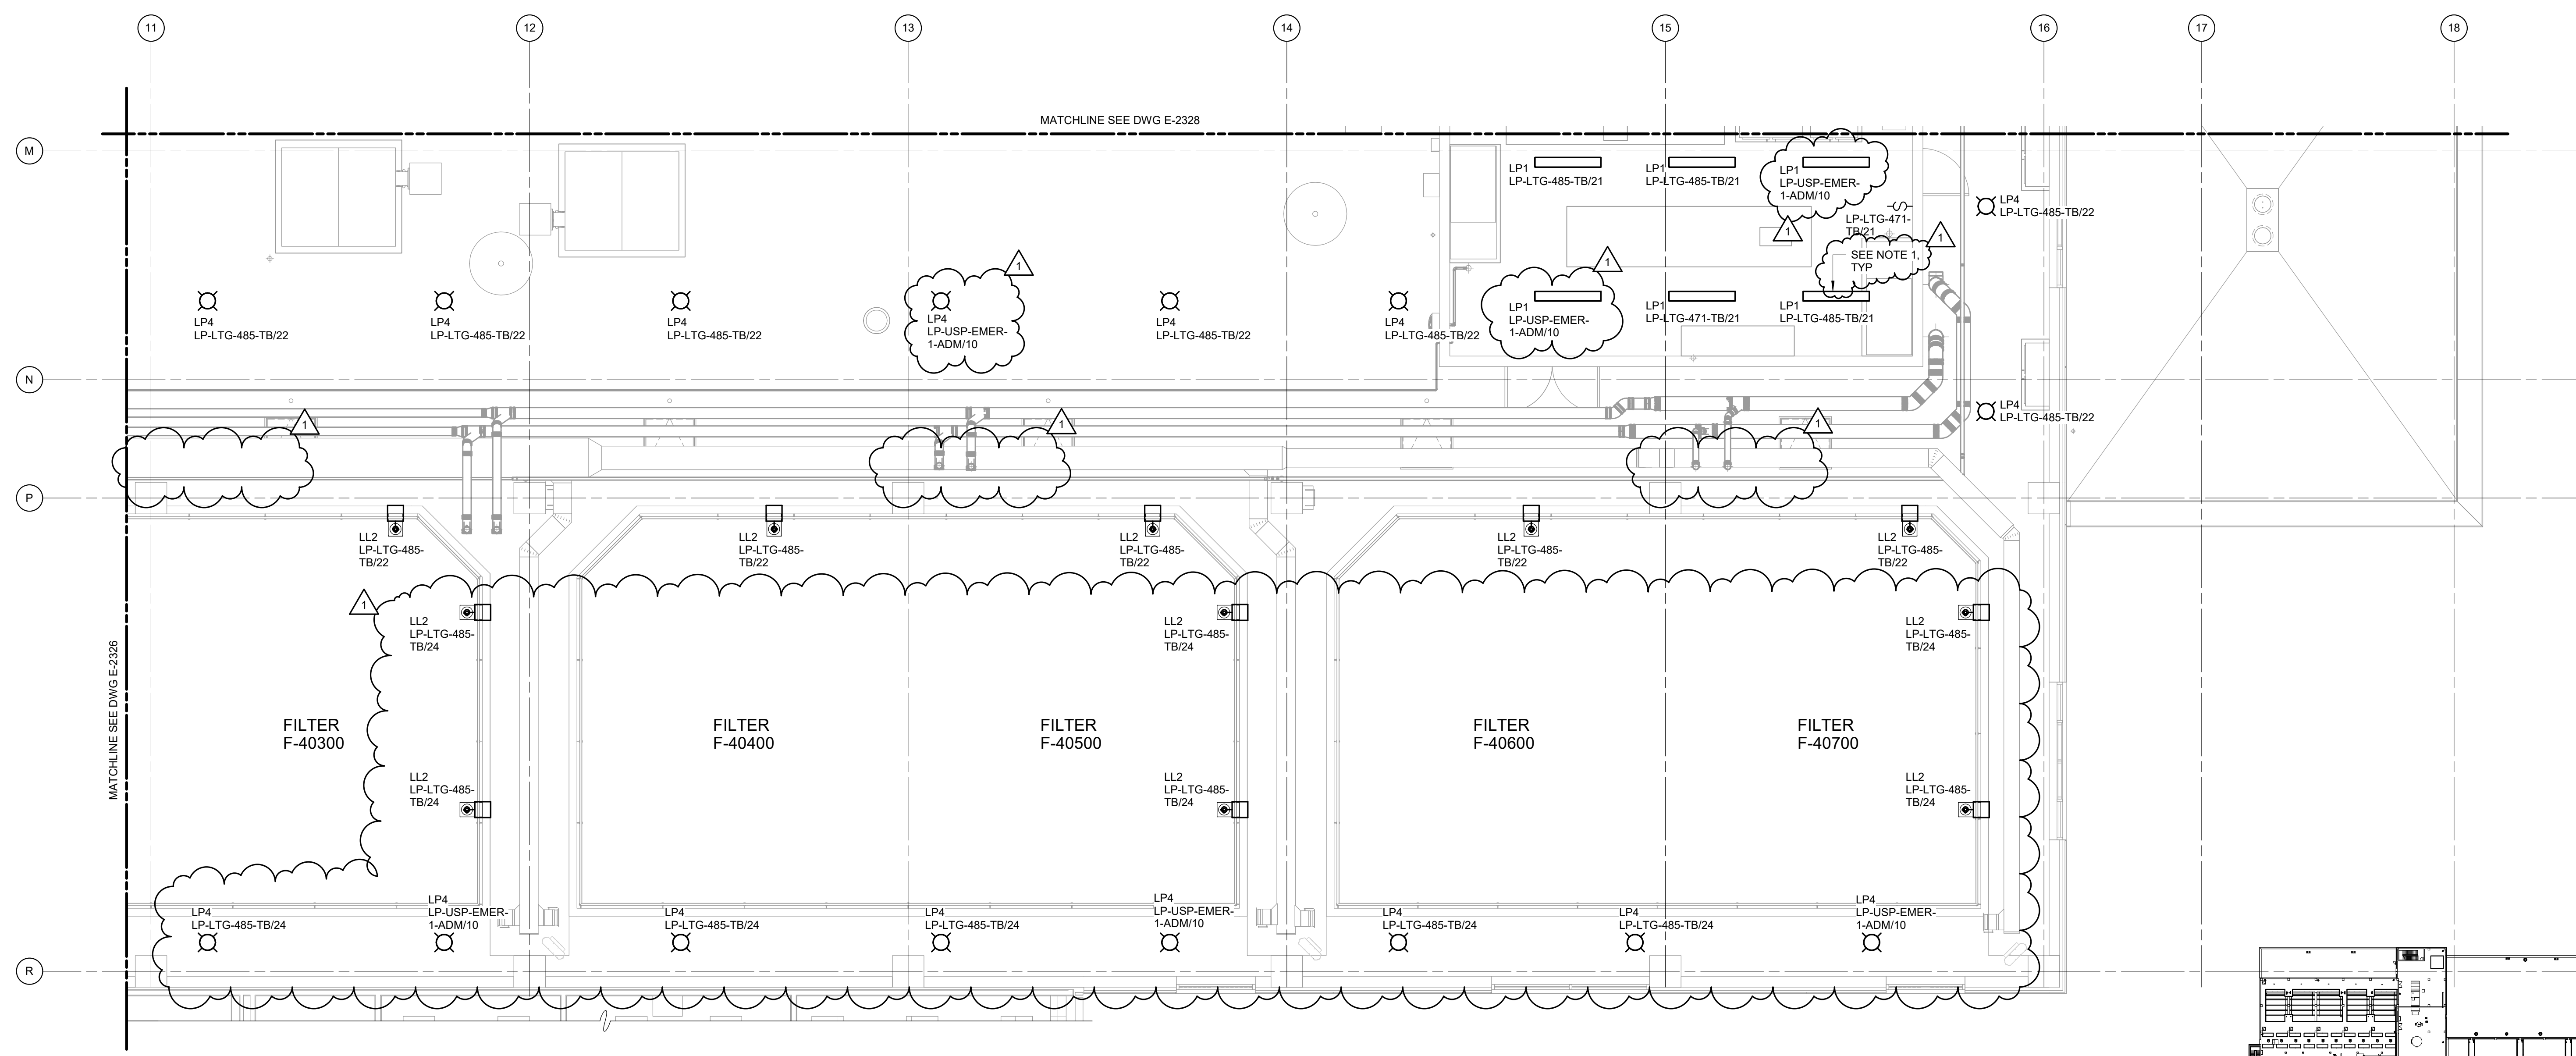 11
12
13
14
15
16
17
18
MATCHLINE SEE DWG E-2328
M
LP1
LP-LTG-485-TB/21
LP1
LP-LTG-485-TB/21
LP1
LP-USP-EMER-
1-ADM/10
1
LP4
LP-LTG-485-TB/22
S
LP-LTG-471-
TB/21
1
SEE NOTE 1,
TYP
LP4
LP-LTG-485-TB/22
LP4
LP-LTG-485-TB/22
LP4
LP-LTG-485-TB/22
1
LP4
LP-USP-EMER-
1-ADM/10
LP4
LP-LTG-485-TB/22
LP4
LP-LTG-485-TB/22
1
LP1
LP-USP-EMER-
1-ADM/10
LP1
LP-LTG-471-TB/21
LP1
LP-LTG-485-TB/21
N
LP4
LP-LTG-485-TB/22
1
1
1
P
LL2
LP-LTG-485-
TB/22
LL2
LP-LTG-485-
TB/22
LL2
LP-LTG-485-
TB/22
LL2
LP-LTG-485-
TB/22
LL2
LP-LTG-485-
TB/22
1
LL2
LP-LTG-485-
TB/24
LL2
LP-LTG-485-
TB/24
LL2
LP-LTG-485-
TB/24
MATCHLINE SEE DWG E-2326
FILTER
F-40300
FILTER
F-40400
FILTER
F-40500
FILTER
F-40600
FILTER
F-40700
LL2
LP-LTG-485-
TB/24
LL2
LP-LTG-485-
TB/24
LL2
LP-LTG-485-
TB/24
LP4
LP-LTG-485-TB/24
LP4
LP-USP-EMER-
1-ADM/10
LP4
LP-LTG-485-TB/24
LP4
LP-LTG-485-TB/24
LP4
LP-USP-EMER-
1-ADM/10
LP4
LP-LTG-485-TB/24
LP4
LP-LTG-485-TB/24
LP4
LP-USP-EMER-
1-ADM/10
R